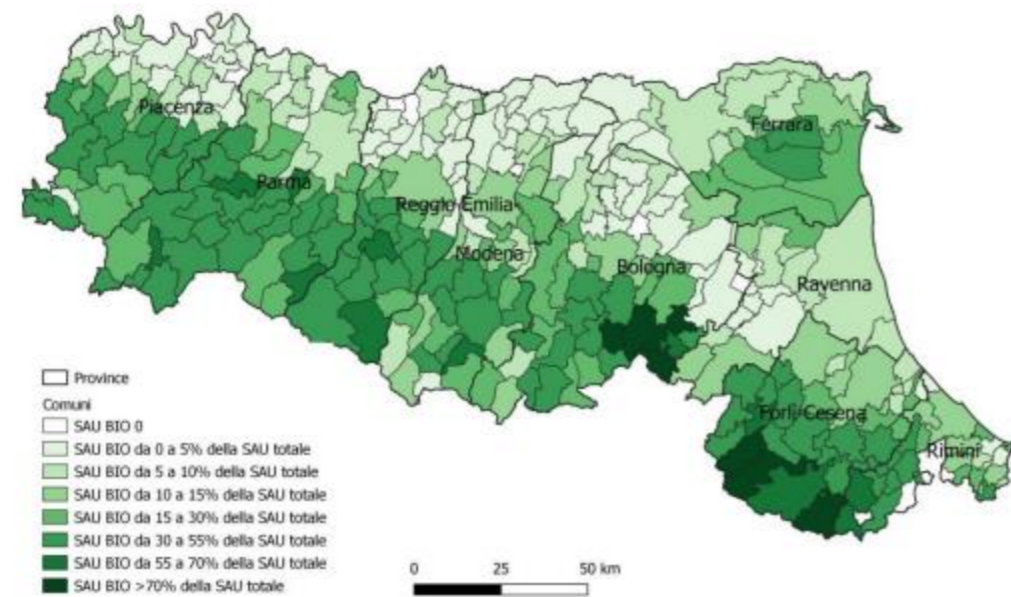 Piacenza
Parma
Reggio-Emilia
Modena
Bologna
Ferrara
Ravenna
Forlì-Cesena
Rimini
Province
Comuni
SAU BIO 0
SAU BIO da 0 a 5% della SAU totale
SAU BIO da 5 a 10% della SAU totale
SAU BIO da 10 a 15% della SAU totale
SAU BIO da 15 a 30% della SAU totale
SAU BIO da 30 a 55% della SAU totale
SAU BIO da 55 a 70% della SAU totale
SAU BIO >70% della SAU totale
0 25 50 km